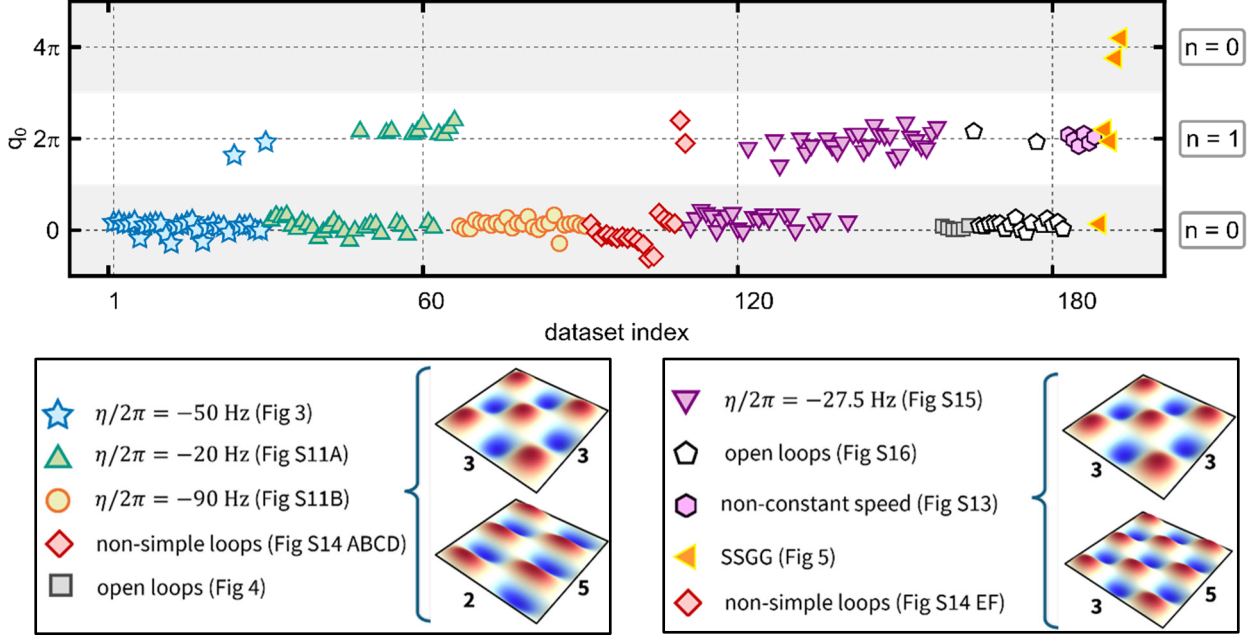 4π
n = 0
q₀
2π
n = 1
0
n = 0
1
60
120
180
dataset index
η/2π = −50 Hz (Fig 3)
η/2π = −20 Hz (Fig S11A)
η/2π = −90 Hz (Fig S11B)
non-simple loops (Fig S14 ABCD)
open loops (Fig 4)
3
3
2
5
η/2π = −27.5 Hz (Fig S15)
open loops (Fig S16)
non-constant speed (Fig S13)
SSGG (Fig 5)
non-simple loops (Fig S14 EF)
3
3
3
5